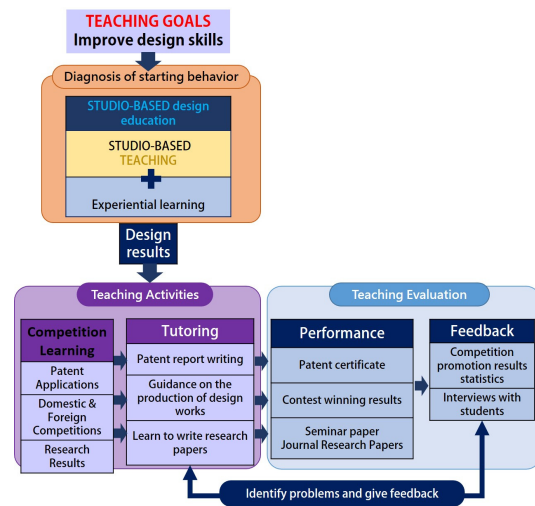 TEACHING GOALS
Improve design skills
Diagnosis of starting behavior
STUDIO-BASED design
education
STUDIO-BASED
TEACHING
Experiential learning
Design
results
Teaching Activities
Competition
Learning
Patent
Applications
Domestic &
Foreign
Competitions
Research
Results
Tutoring
Patent report writing
Guidance on the
production of design
works
Learn to write research
papers
Teaching Evaluation
Performance
Patent certificate
Contest winning results
Seminar paper
Journal Research Papers
Feedback
Competition
promotion results
statistics
Interviews with
students
Identify problems and give feedback